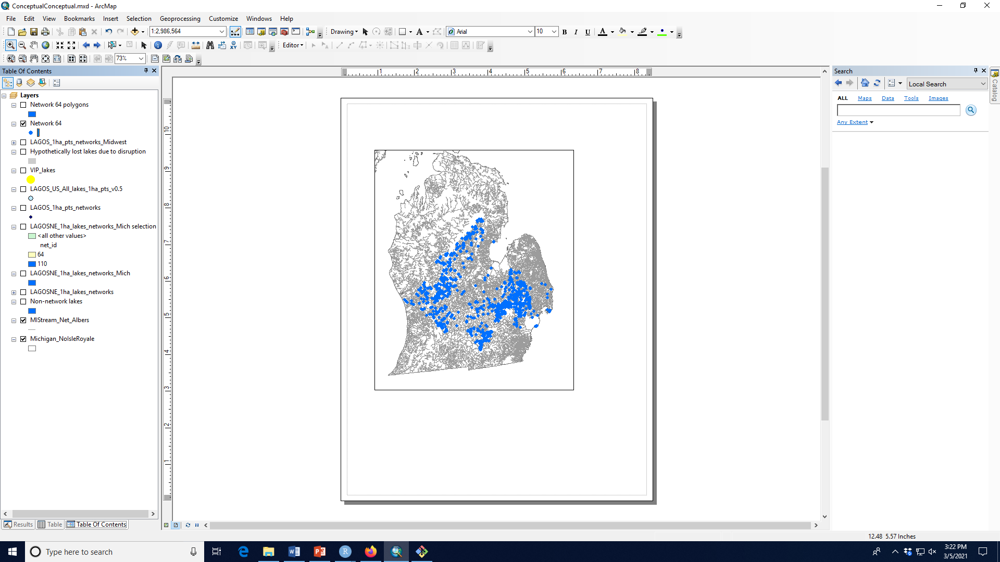 ConceptualConceptual.mxd - ArcMap
File Edit View Bookmarks Insert Selection Geoprocessing Customize Windows Help
1:2,986,564 Drawing A Arial 10 B I U A
Editor
73%
Table Of Contents
Layers
Network 64 polygons
Network 64
LAGOS_1ha_pts_networks_Midwest
Hypothetically lost lakes due to disruption
VIP_lakes
LAGOS_US_All_lakes_1ha_pts_v0.5
LAGOS_1ha_pts_networks
LAGOSNE_1ha_lakes_networks_Mich selection
<all other values>
net_id
64
110
LAGOSNE_1ha_lakes_networks_Mich
LAGOSNE_1ha_lakes_networks
Non-network lakes
MIStream_Net_Albers
Michigan_NoIsleRoyale
Results Table Table Of Contents
1 2 3 4 5 6 7 8
10
9
8
7
6
5
4
3
2
1
Search
Local Search
ALL Maps Data Tools Images
Any Extent
Catalog
12.48 5.57 Inches
Type here to search
3:22 PM
3/5/2021